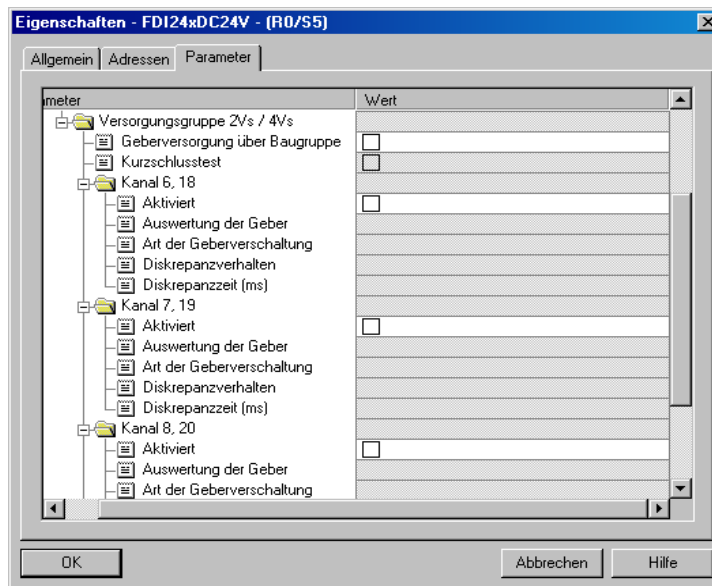 Eigenschaften - FDI24xDC24V - (R0/S5)
Allgemein Adressen Parameter
ımeter Wert
Versorgungsgruppe 2Vs / 4Vs
Geberversorgung über Baugruppe
Kurzschlusstest
Kanal 6, 18
Aktiviert
Auswertung der Geber
Art der Geberverschaltung
Diskrepanzverhalten
Diskrepanzzeit (ms)
Kanal 7, 19
Aktiviert
Auswertung der Geber
Art der Geberverschaltung
Diskrepanzverhalten
Diskrepanzzeit (ms)
Kanal 8, 20
Aktiviert
Auswertung der Geber
Art der Geberverschaltung
OK Abbrechen Hilfe